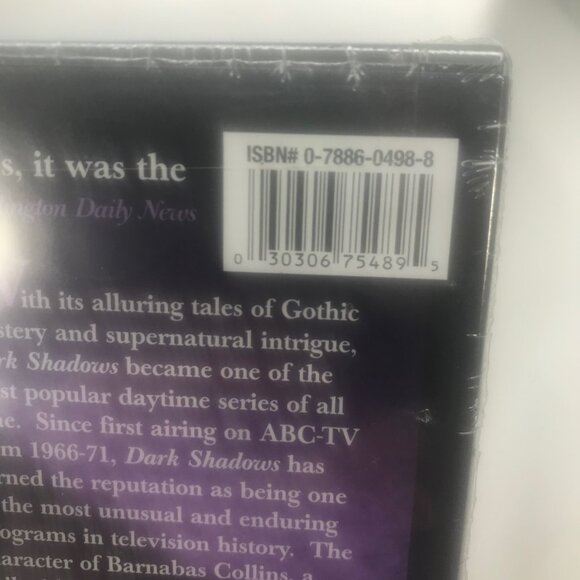 s, it was the
ington Daily News
ISBN# 0-7886-0498-8
0 30306 75489 5
ith its alluring tales of Gothic
stery and supernatural intrigue,
rk Shadows became one of the
st popular daytime series of all
e. Since first airing on ABC-TV
m 1966-71, Dark Shadows has
rned the reputation as being one
the most unusual and enduring
ograms in television history. The
aracter of Barnabas Collins, a